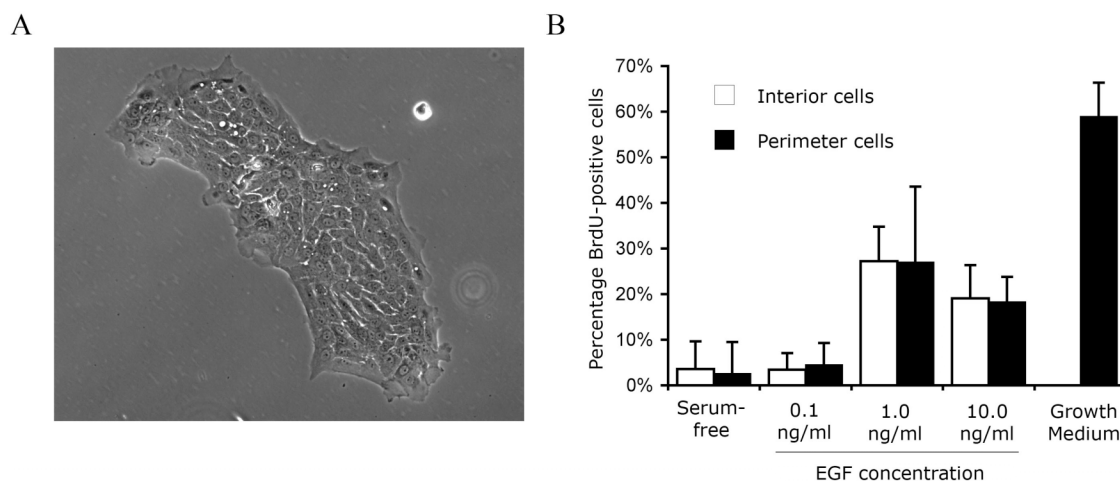 A
B
Percentage BrdU-positive cells
70%
60%
50%
40%
30%
20%
10%
0%
Interior cells
Perimeter cells
Serum-
free
0.1
ng/ml
1.0
ng/ml
10.0
ng/ml
Growth
Medium
EGF concentration